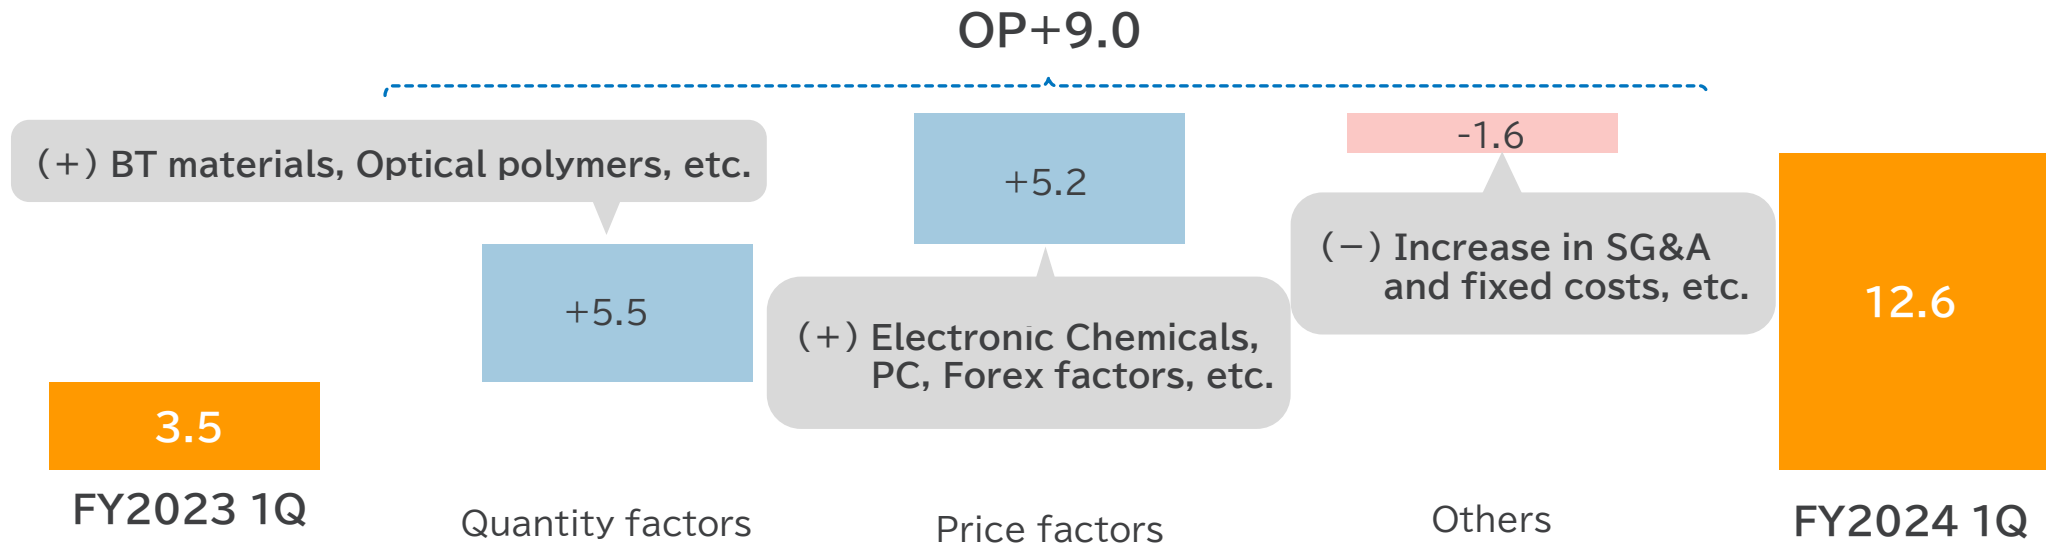 OP+9.0
(+) BT materials, Optical polymers, etc.
+5.5
+5.2
(+) Electronic Chemicals,
PC, Forex factors, etc.
-1.6
(−) Increase in SG&A
and fixed costs, etc.
3.5
12.6
FY2023 1Q
Quantity factors
Price factors
Others
FY2024 1Q